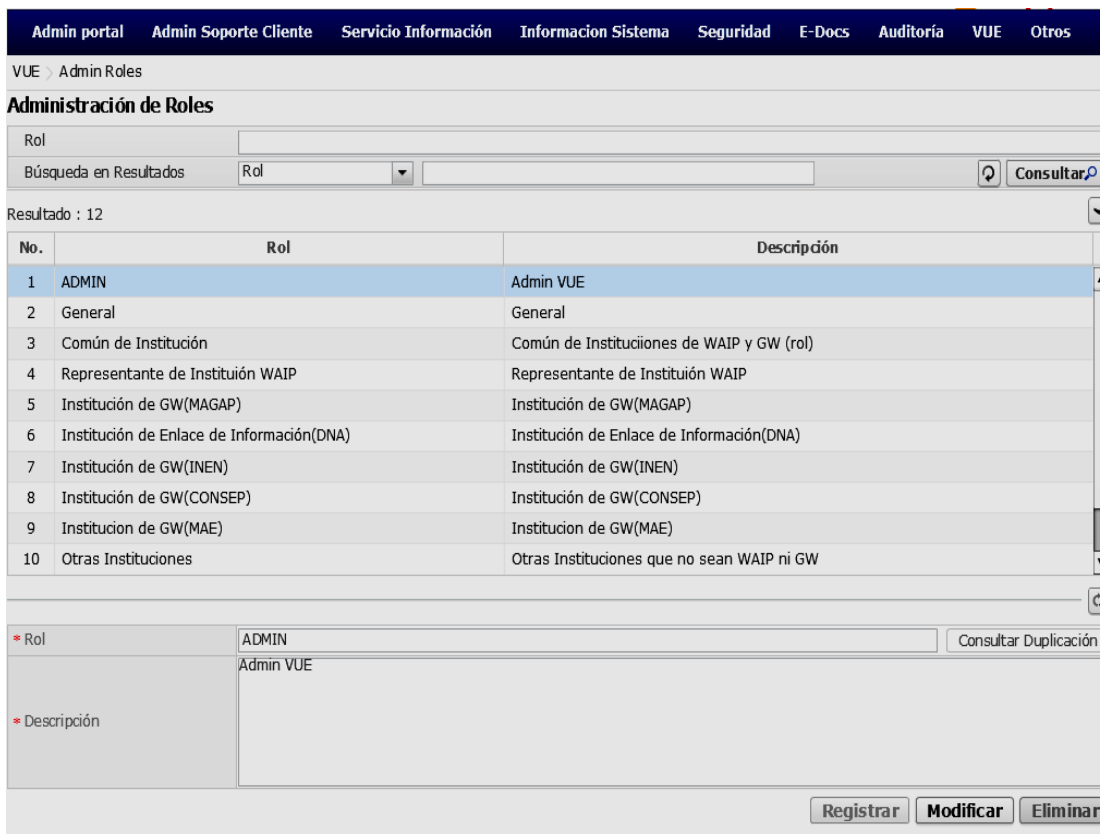 Admin portal Admin Soporte Cliente Servicio Información Informacion Sistema Seguridad E-Docs Auditoría VUE Otros
VUE > Admin Roles
Administración de Roles
Rol
Búsqueda en Resultados Rol Consultar
Resultado : 12
No. Rol Descripción
1 ADMIN Admin VUE
2 General General
3 Común de Institución Común de Instituciiones de WAIP y GW (rol)
4 Representante de Instituión WAIP Representante de Instituión WAIP
5 Institución de GW(MAGAP) Institución de GW(MAGAP)
6 Institución de Enlace de Información(DNA) Institución de Enlace de Información(DNA)
7 Institución de GW(INEN) Institución de GW(INEN)
8 Institución de GW(CONSEP) Institución de GW(CONSEP)
9 Institucion de GW(MAE) Institucion de GW(MAE)
10 Otras Instituciones Otras Instituciones que no sean WAIP ni GW
* Rol ADMIN Consultar Duplicación
* Descripción Admin VUE
Registrar Modificar Eliminar